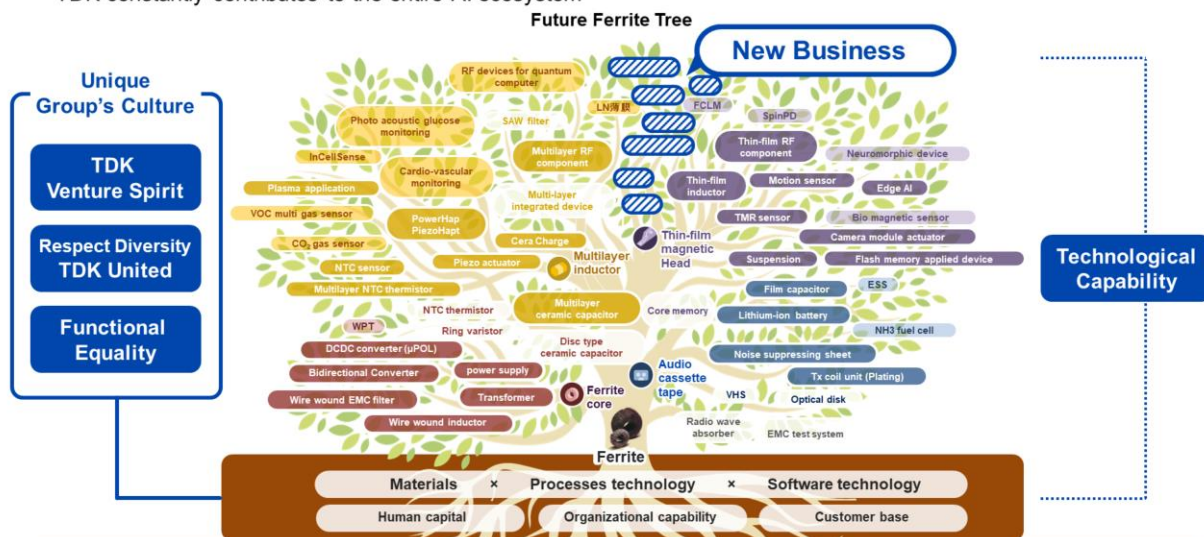 TDK constantly contributes to the entire AI ecosystem
Future Ferrite Tree
New Business
Unique
Group's Culture
TDK
Venture Spirit
Respect Diversity
TDK United
Functional
Equality
Technological
Capability
RF devices for quantum
computer
LN薄膜
FCLM
SpinPD
Photo acoustic glucose
monitoring
SAW filter
Multilayer RF
component
Thin-film RF
component
Neuromorphic device
InCellSense
Cardio-vascular
monitoring
Thin-film
inductor
Motion sensor
Edge AI
Plasma application
Multi-layer
integrated device
VOC multi gas sensor
PowerHap
PiezoHapt
TMR sensor
Bio magnetic sensor
CO₂ gas sensor
Cera Charge
Thin-film
magnetic
Head
Camera module actuator
NTC sensor
Piezo actuator
Multilayer
inductor
Suspension
Flash memory applied device
Multilayer NTC thermistor
Film capacitor
ESS
NTC thermistor
Multilayer
ceramic capacitor
Core memory
Lithium-ion battery
WPT
Ring varistor
NH3 fuel cell
DCDC converter (μPOL)
Disc type
ceramic capacitor
Noise suppressing sheet
Bidirectional Converter
power supply
Audio
cassette
tape
Tx coil unit (Plating)
Wire wound EMC filter
Transformer
Ferrite
core
VHS
Optical disk
Wire wound inductor
Radio wave
absorber
EMC test system
Ferrite
Materials × Processes technology × Software technology
Human capital
Organizational capability
Customer base